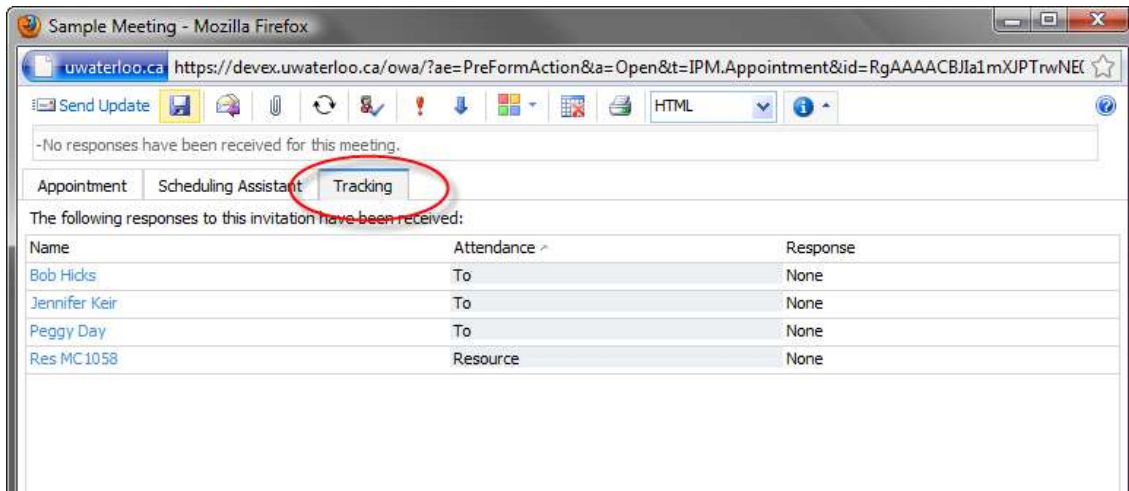 Sample Meeting - Mozilla Firefox
uwaterloo.ca https://devex.uwaterloo.ca/owa/?ae=PreFormAction&a=Open&t=IPM.Appointment&id=RgAAAACBJIa1mXJPTrwNE(
Send Update HTML
-No responses have been received for this meeting.
Appointment Scheduling Assistant Tracking
The following responses to this invitation have been received:
Name Attendance Response
Bob Hicks To None
Jennifer Keir To None
Peggy Day To None
Res MC1058 Resource None